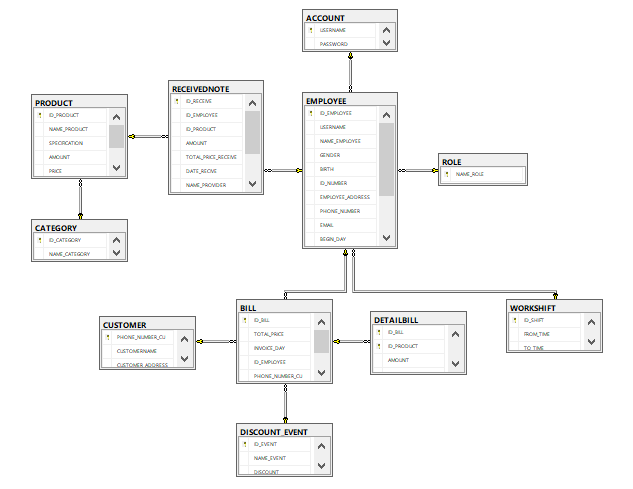 ACCOUNT
USERNAME
PASSWORD
RECEIVEDNOTE
ID_RECEIVE
ID_EMPLOYEE
ID_PRODUCT
AMOUNT
TOTAL_PRICE_RECEIVE
DATE_RECIVE
NAME_PROVIDER
PRODUCT
ID_PRODUCT
NAME_PRODUCT
SPECIFICATION
AMOUNT
PRICE
EMPLOYEE
ID_EMPLOYEE
USERNAME
NAME_EMPLOYEE
GENDER
BIRTH
ID_NUMBER
EMPLOYEE_ADDRESS
PHONE_NUMBER
EMAIL
BEGIN_DAY
ROLE
NAME_ROLE
CATEGORY
ID_CATEGORY
NAME_CATEGORY
BILL
ID_BILL
TOTAL_PRICE
INVOICE_DAY
ID_EMPLOYEE
PHONE_NUMBER_CU
WORKSHIFT
ID_SHIFT
FROM_TIME
TO_TIME
CUSTOMER
PHONE_NUMBER_CU
CUSTOMERNAME
CUSTOMER_ADDRESS
DETAILBILL
ID_BILL
ID_PRODUCT
AMOUNT
DISCOUNT_EVENT
ID_EVENT
NAME_EVENT
DISCOUNT